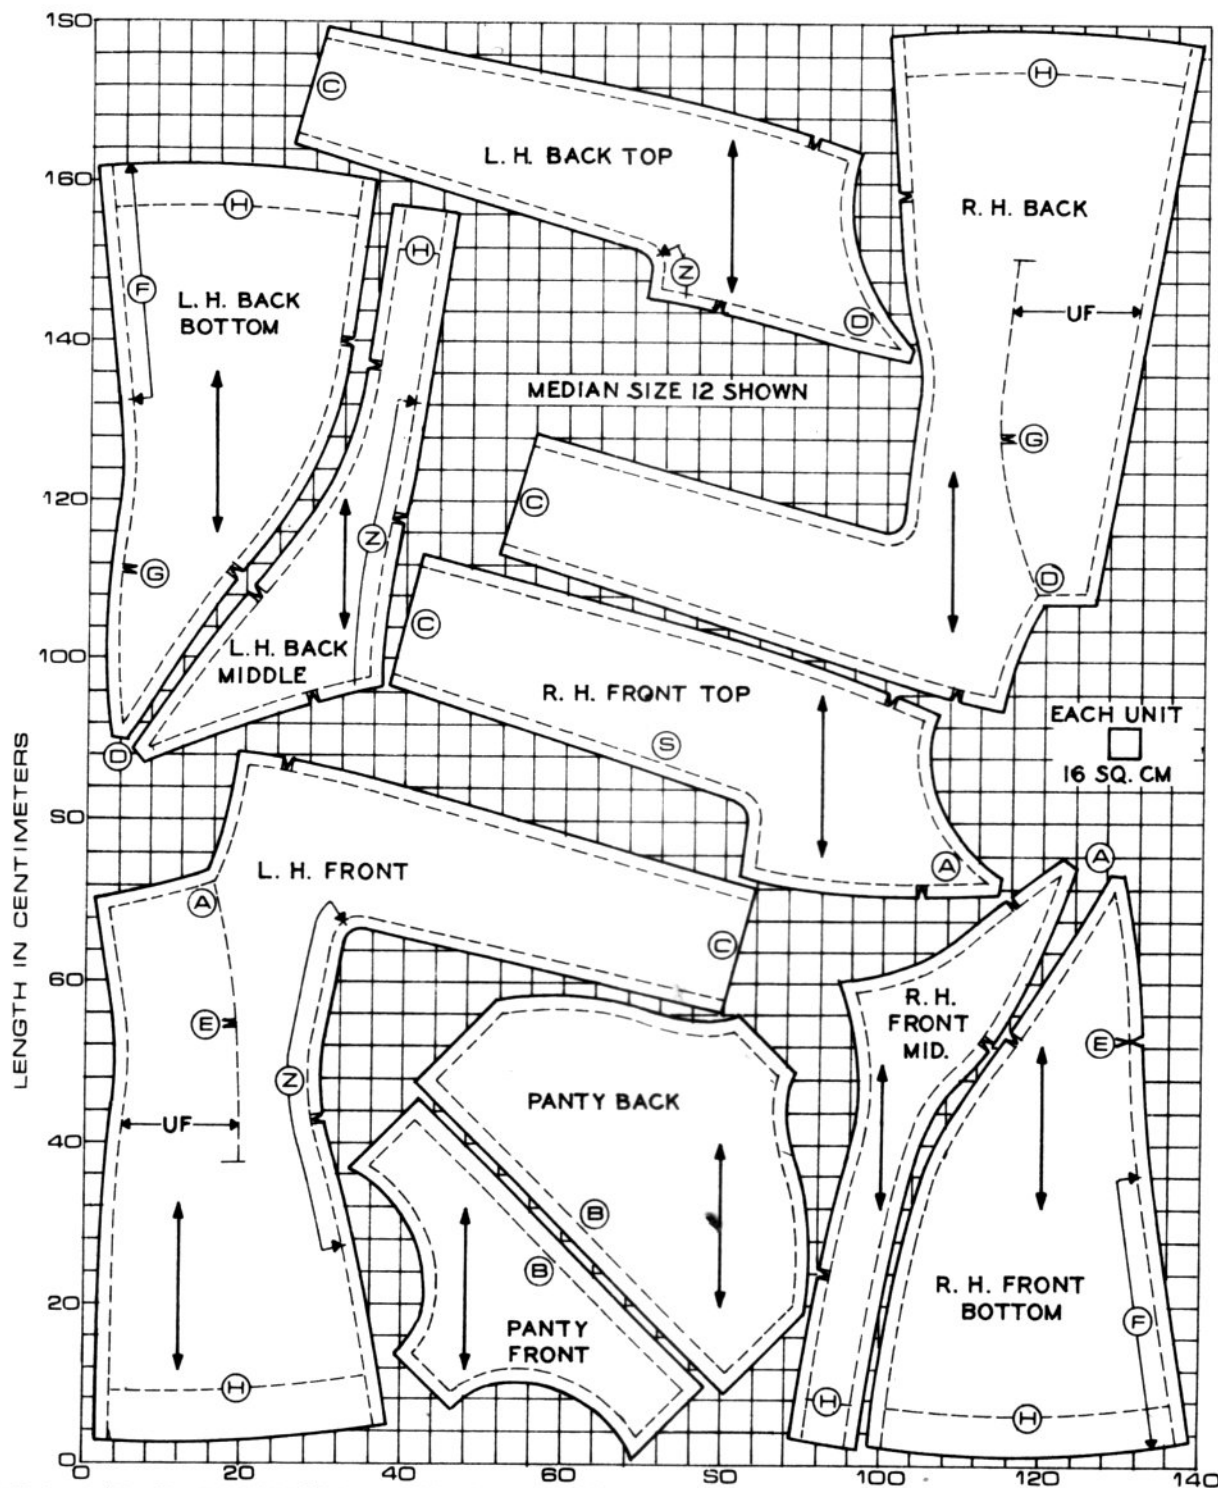 1SO
C
L. H. BACK TOP
H
160
H
R. H. BACK
H
Z
F
L. H. BACK
BOTTOM
D
UF
140
MEDIAN SIZE 12 SHOWN
G
120
C
Z
G
D
C
L. H. BACK
MIDDLE
100
R. H. FRONT TOP
EACH UNIT
S
D
16 SQ. CM
LENGTH IN CENTIMETERS
80
L. H. FRONT
A
A
A
C
60
R. H.
FRONT
MID.
E
E
Z
PANTY BACK
UF
40
B
B
R. H. FRONT
BOTTOM
20
F
PANTY
FRONT
H
H
H
0
0 20 40 60 SO 100 120 140